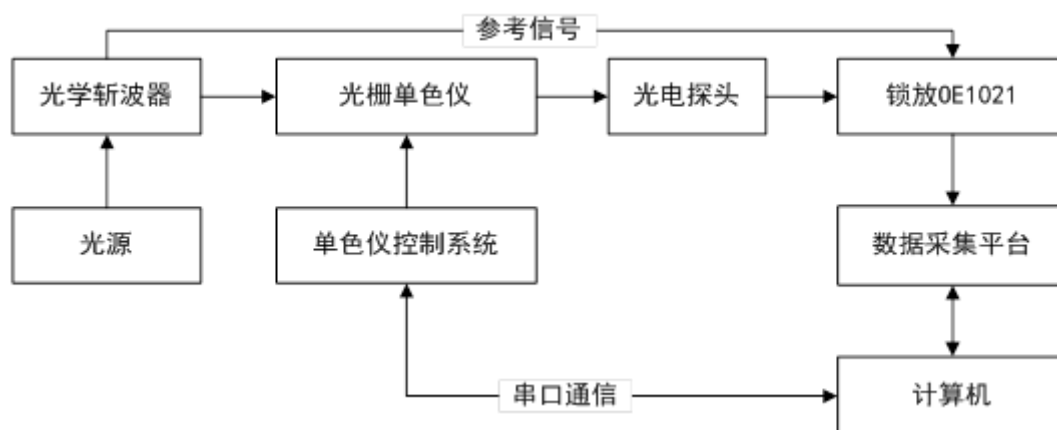 参考信号
光学斩波器
光栅单色仪
光电探头
锁放OE1021
光源
单色仪控制系统
数据采集平台
串口通信
计算机